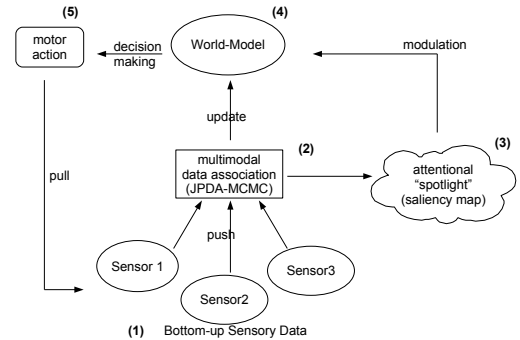 (5)
(4)
motor
action
decision
making
World-Model
modulation
update
(2)
(3)
multimodal
data association
(JPDA-MCMC)
attentional
“spotlight”
(saliency map)
pull
push
Sensor 1
Sensor2
Sensor3
(1) Bottom-up Sensory Data